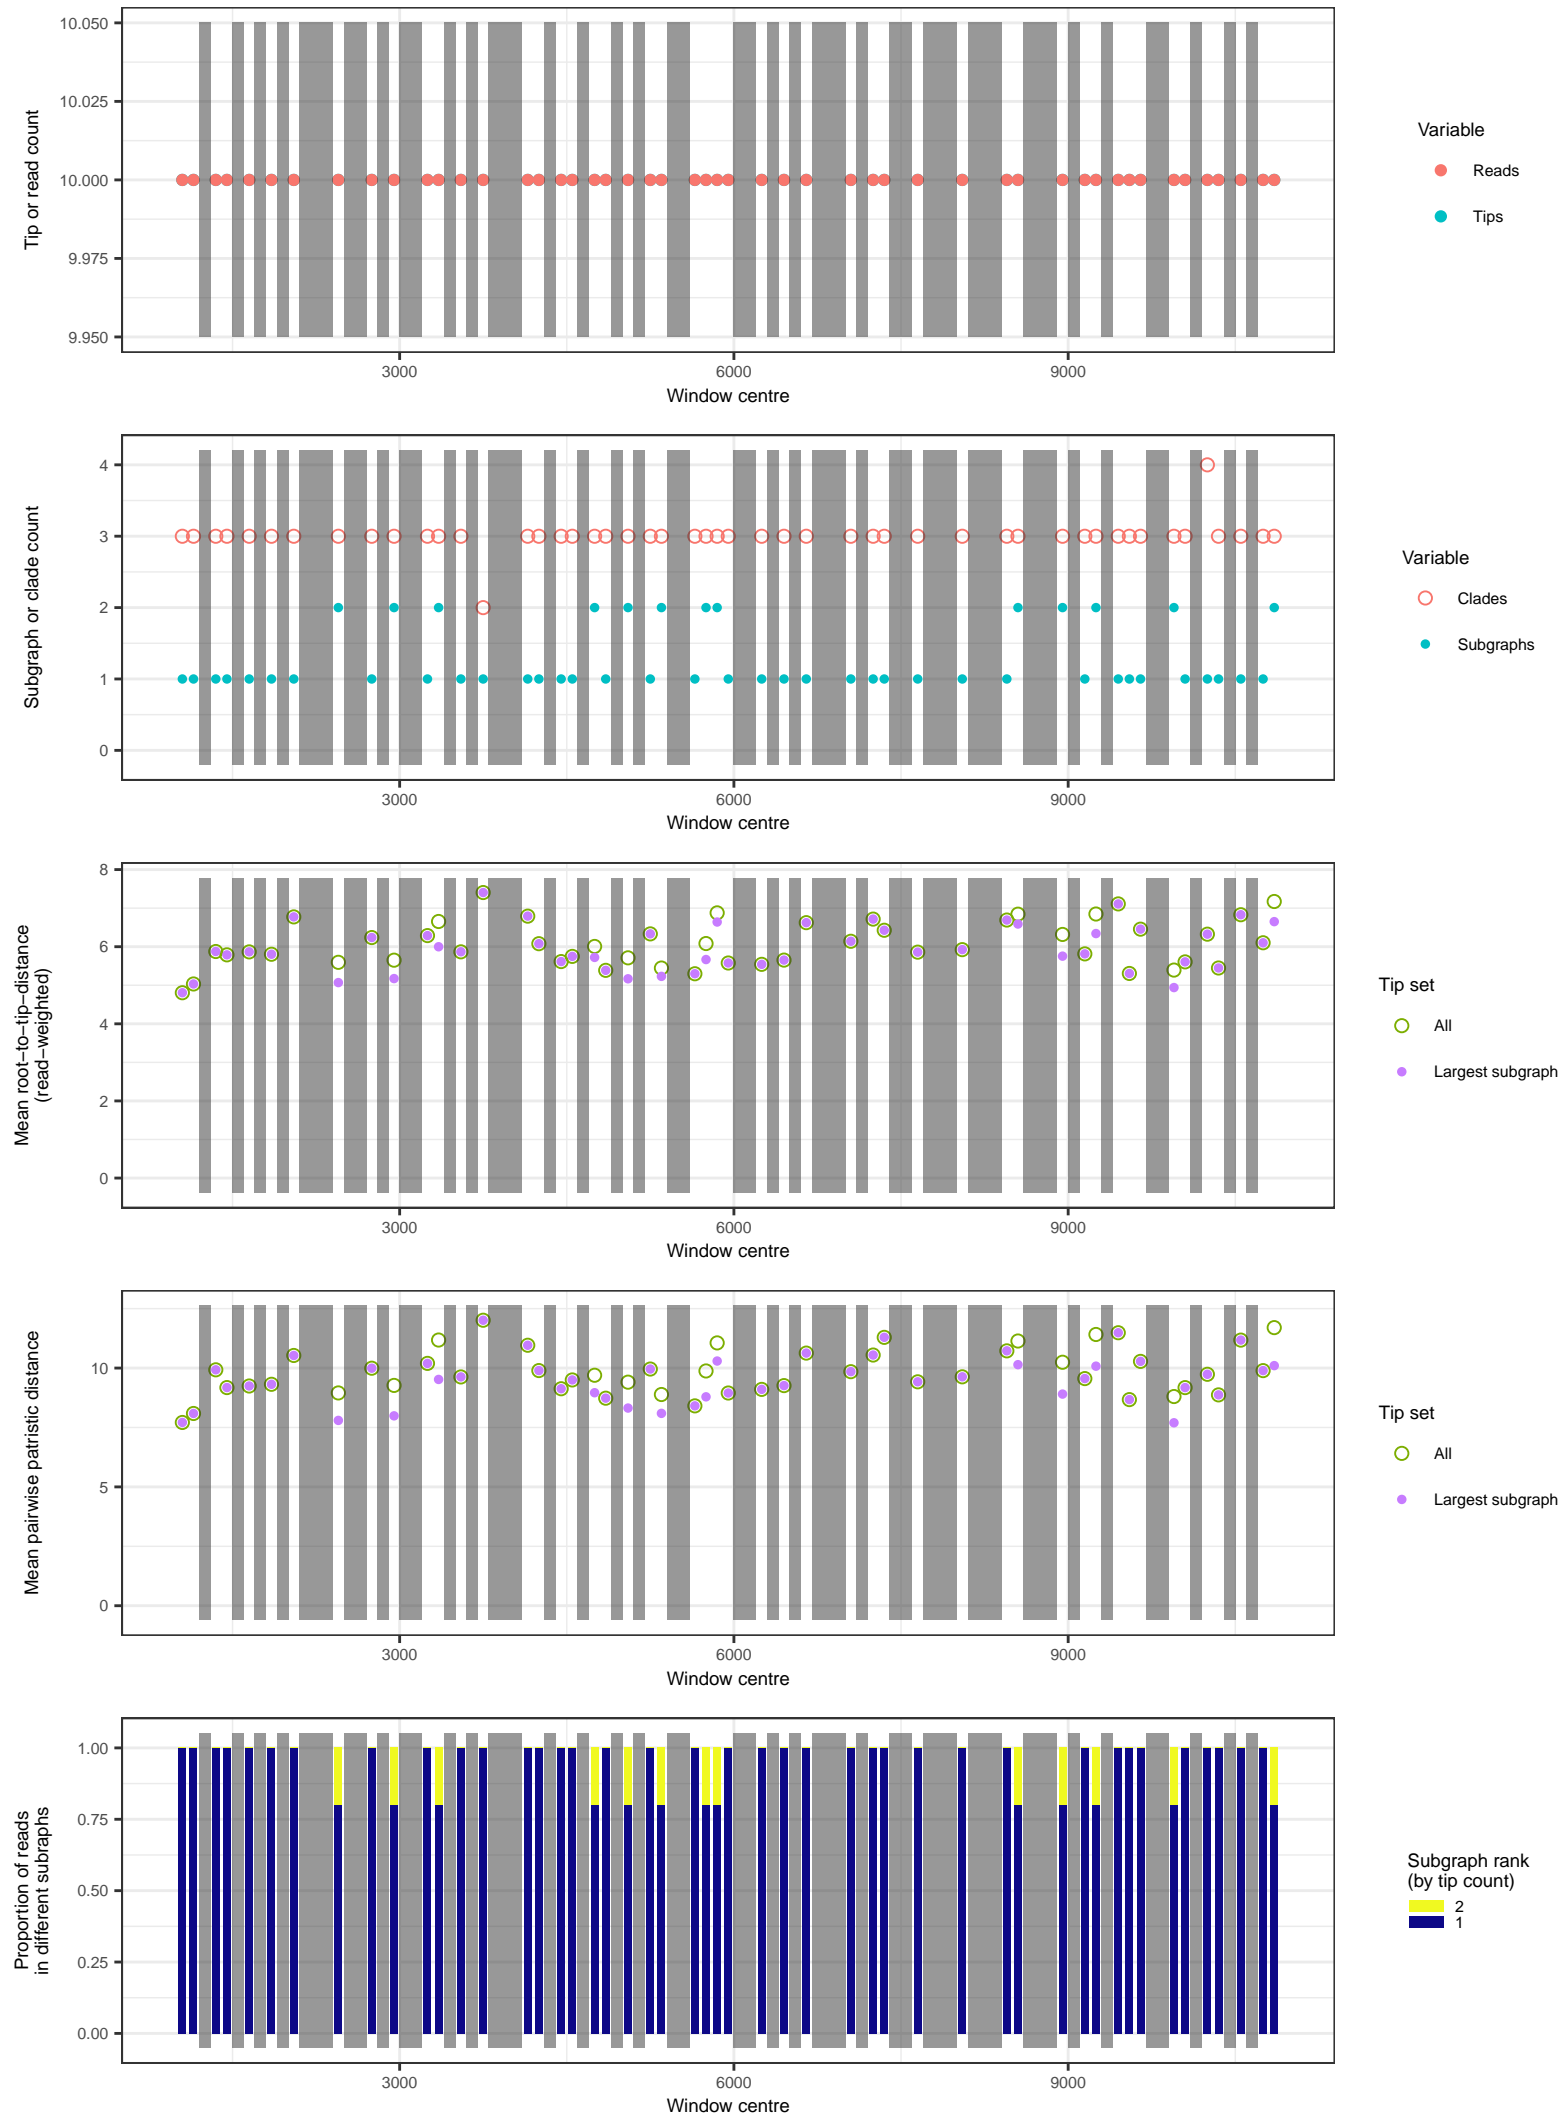 10.050
10.025
10.000
9.975
9.950
Tip or read count
3000
6000
9000
Window centre
Variable
Reads
Tips
4
3
2
1
0
Subgraph or clade count
3000
6000
9000
Window centre
Variable
Clades
Subgraphs
8
6
4
2
0
Mean root−to−tip−distance
(read−weighted)
3000
6000
9000
Window centre
Tip set
All
Largest subgraph
10
5
0
Mean pairwise patristic distance
3000
6000
9000
Window centre
Tip set
All
Largest subgraph
1.00
0.75
0.50
0.25
0.00
Proportion of reads
in different subraphs
3000
6000
9000
Window centre
Subgraph rank
(by tip count)
2
1